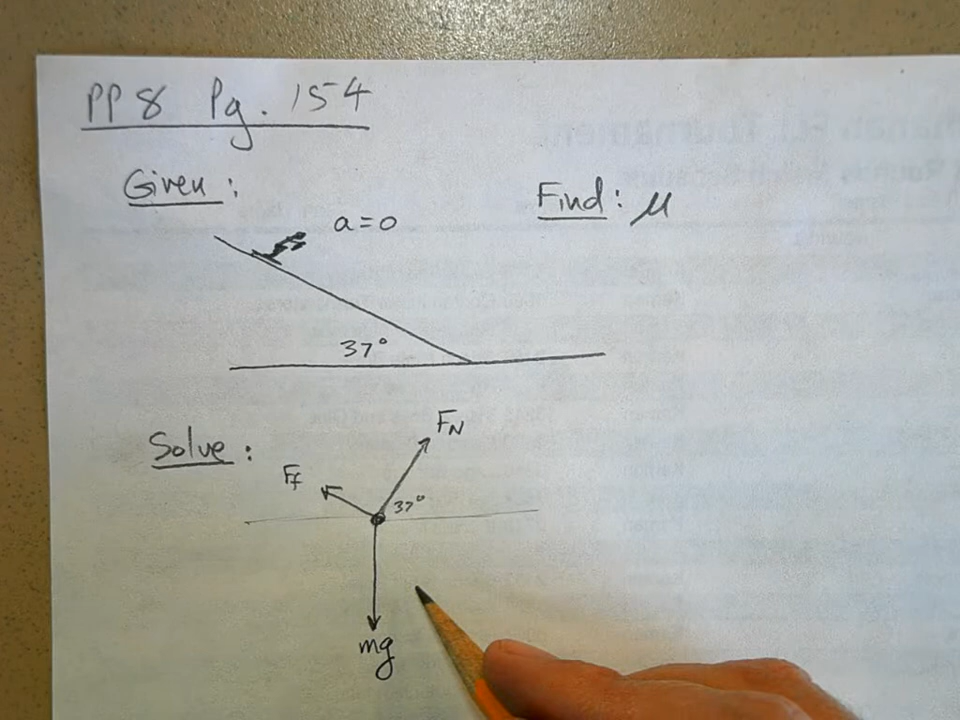 PP 8 Pg. 154
Given:
Find: μ
a = 0
37°
Solve:
FN
Ff
37°
mg